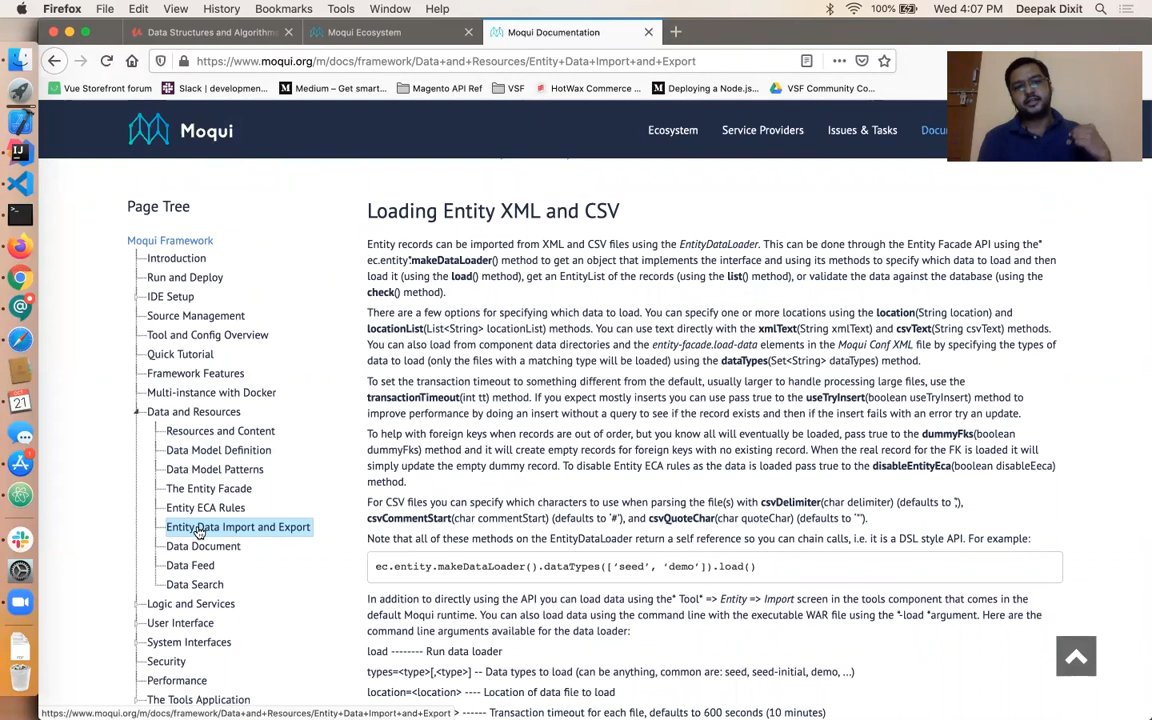 Firefox File Edit View History Bookmarks Tools Window Help 100% Wed 4:07 PM Deepak Dixit
Data Structures and Algorithms Moqui Ecosystem Moqui Documentation
https://www.moqui.org/m/docs/framework/Data+and+Resources/Entity+Data+Import+and+Export
Vue Storefront forum Slack | development... Medium – Get smart... Magento API Ref VSF HotWax Commerce ... Deploying a Node.js... VSF Community Co...
Moqui Ecosystem Service Providers Issues & Tasks Docu
Page Tree
Moqui Framework
Introduction
Run and Deploy
IDE Setup
Source Management
Tool and Config Overview
Quick Tutorial
Framework Features
Multi-instance with Docker
Data and Resources
Resources and Content
Data Model Definition
Data Model Patterns
The Entity Facade
Entity ECA Rules
Entity Data Import and Export
Data Document
Data Feed
Data Search
Logic and Services
User Interface
System Interfaces
Security
Performance
The Tools Application
Loading Entity XML and CSV
Entity records can be imported from XML and CSV files using the EntityDataLoader. This can be done through the Entity Facade API using the*
ec.entity*.makeDataLoader() method to get an object that implements the interface and using its methods to specify which data to load and then
load it (using the load() method), get an EntityList of the records (using the list() method), or validate the data against the database (using the
check() method).
There are a few options for specifying which data to load. You can specify one or more locations using the location(String location) and
locationList(List<String> locationList) methods. You can use text directly with the xmlText(String xmlText) and csvText(String csvText) methods.
You can also load from component data directories and the entity-facade.load-data elements in the Moqui Conf XML file by specifying the types of
data to load (only the files with a matching type will be loaded) using the dataTypes(Set<String> dataTypes) method.
To set the transaction timeout to something different from the default, usually larger to handle processing large files, use the
transactionTimeout(int tt) method. If you expect mostly inserts you can use pass true to the useTryInsert(boolean useTryInsert) method to
improve performance by doing an insert without a query to see if the record exists and then if the insert fails with an error try an update.
To help with foreign keys when records are out of order, but you know all will eventually be loaded, pass true to the dummyFks(boolean
dummyFks) method and it will create empty records for foreign keys with no existing record. When the real record for the FK is loaded it will
simply update the empty dummy record. To disable Entity ECA rules as the data is loaded pass true to the disableEntityEca(boolean disableEeca)
method.
For CSV files you can specify which characters to use when parsing the file(s) with csvDelimiter(char delimiter) (defaults to ','),
csvCommentStart(char commentStart) (defaults to '#'), and csvQuoteChar(char quoteChar) (defaults to '"').
Note that all of these methods on the EntityDataLoader return a self reference so you can chain calls, i.e. it is a DSL style API. For example:
ec.entity.makeDataLoader().dataTypes(['seed', 'demo']).load()
In addition to directly using the API you can load data using the* Tool* => Entity => Import screen in the tools component that comes in the
default Moqui runtime. You can also load data using the command line with the executable WAR file using the *-load *argument. Here are the
command line arguments available for the data loader:
load -------- Run data loader
types=<type>[,<type>] -- Data types to load (can be anything, common are: seed, seed-initial, demo, ...)
location=<location> ---- Location of data file to load
> ------ Transaction timeout for each file, defaults to 600 seconds (10 minutes)
https://www.moqui.org/m/docs/framework/Data+and+Resources/Entity+Data+Import+and+Export